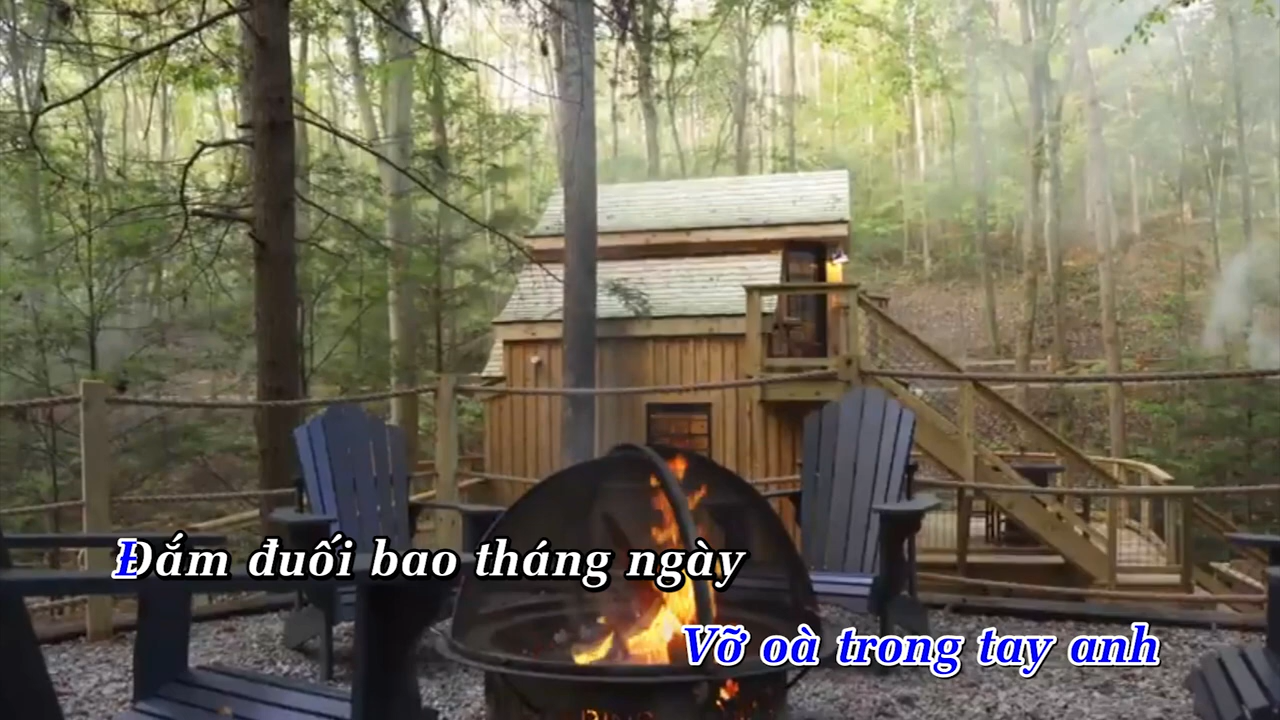 Đắm đuối bao tháng ngày
Vỡ oà trong tay anh